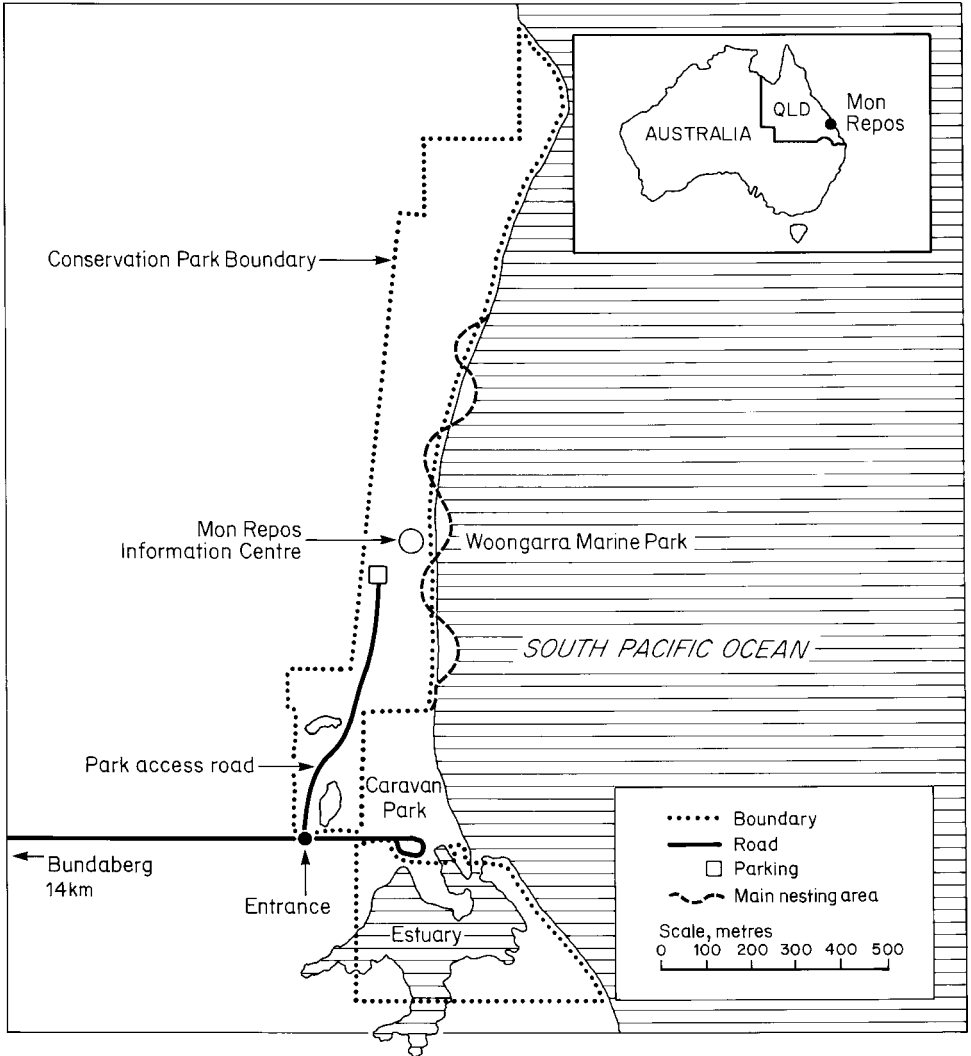 AUSTRALIA
QLD
Mon
Repos
Conservation Park Boundary
Mon Repos
Information Centre
Woongarra Marine Park
SOUTH PACIFIC OCEAN
Park access road
Caravan
Park
Bundaberg
14km
Entrance
Estuary
Boundary
Road
Parking
Main nesting area
Scale, metres
0 100 200 300 400 500